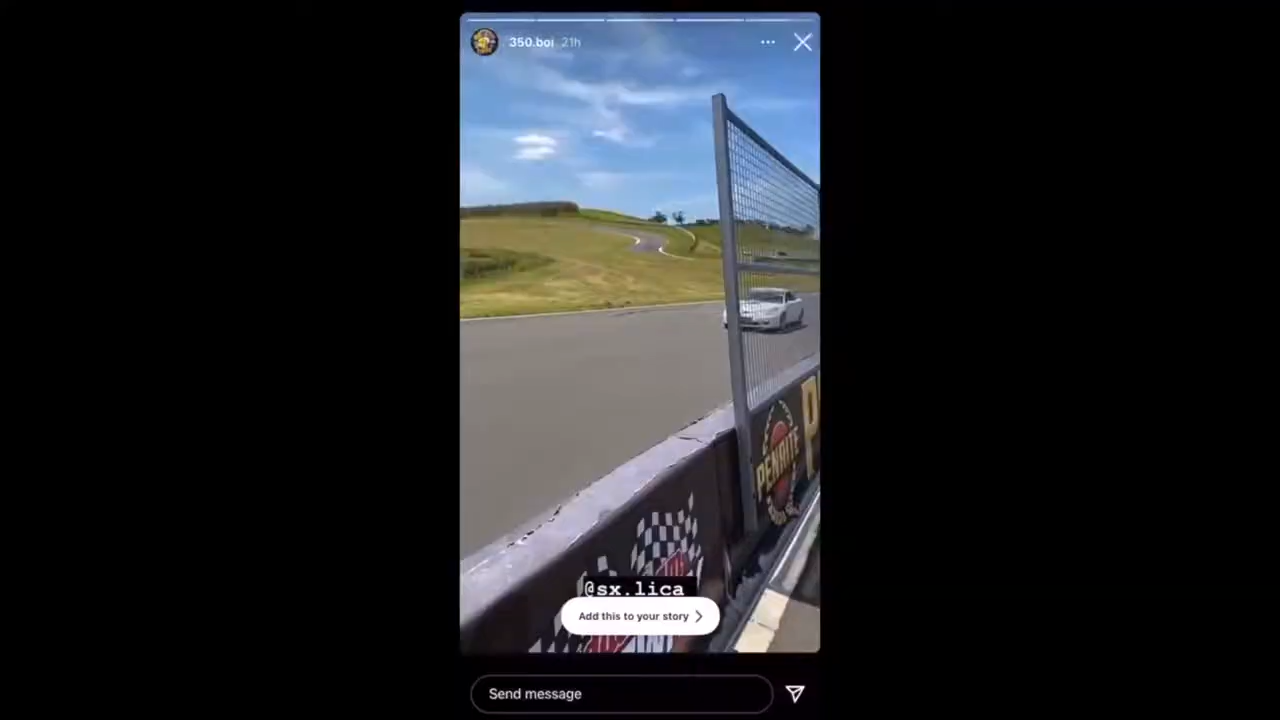 350.boi 21h
PENRITE
P
@sx.lica
Add this to your story
Send message